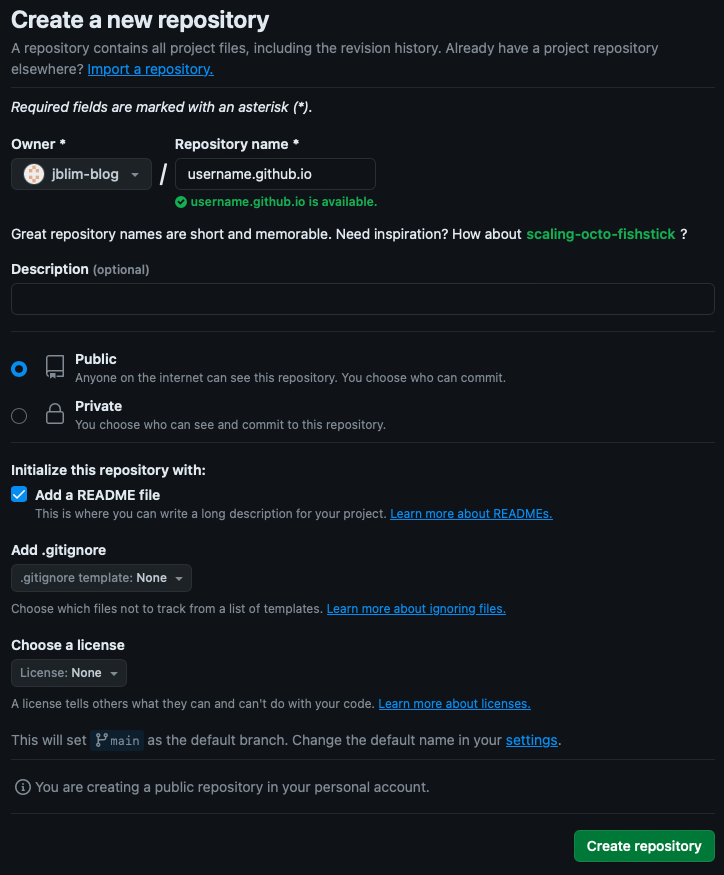 Create a new repository
A repository contains all project files, including the revision history. Already have a project repository
elsewhere? Import a repository.
Required fields are marked with an asterisk (*).
Owner *
Repository name *
jblim-blog
/
username.github.io
username.github.io is available.
Great repository names are short and memorable. Need inspiration? How about scaling-octo-fishstick ?
Description (optional)
Public
Anyone on the internet can see this repository. You choose who can commit.
Private
You choose who can see and commit to this repository.
Initialize this repository with:
Add a README file
This is where you can write a long description for your project. Learn more about READMEs.
Add .gitignore
.gitignore template: None
Choose which files not to track from a list of templates. Learn more about ignoring files.
Choose a license
License: None
A license tells others what they can and can't do with your code. Learn more about licenses.
This will set main as the default branch. Change the default name in your settings.
You are creating a public repository in your personal account.
Create repository